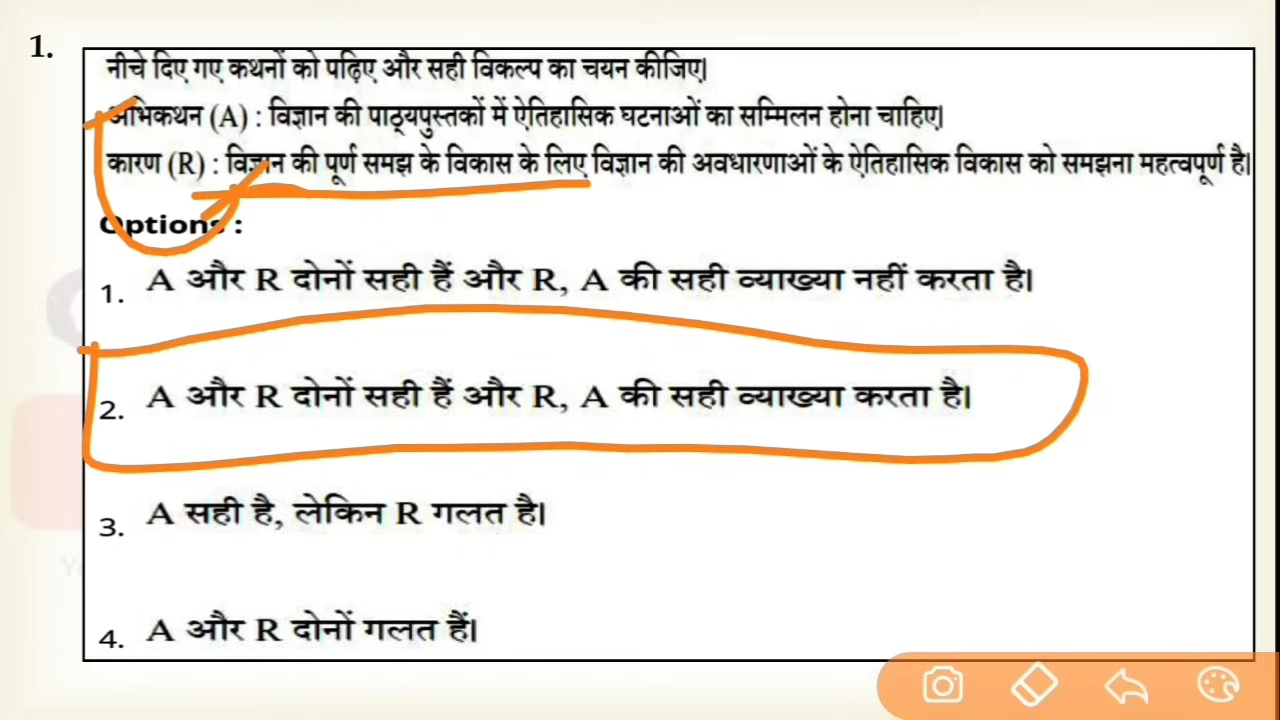 1.
नीचे दिए गए कथनों को पढ़िए और सही विकल्प का चयन कीजिए।
अभिकथन (A) : विज्ञान की पाठ्यपुस्तकों में ऐतिहासिक घटनाओं का सम्मिलन होना चाहिए।
कारण (R) : विज्ञान की पूर्ण समझ के विकास के लिए विज्ञान की अवधारणाओं के ऐतिहासिक विकास को समझना महत्वपूर्ण है।
Options :
1. A और R दोनों सही हैं और R, A की सही व्याख्या नहीं करता है।
2. A और R दोनों सही हैं और R, A की सही व्याख्या करता है।
3. A सही है, लेकिन R गलत है।
4. A और R दोनों गलत हैं।